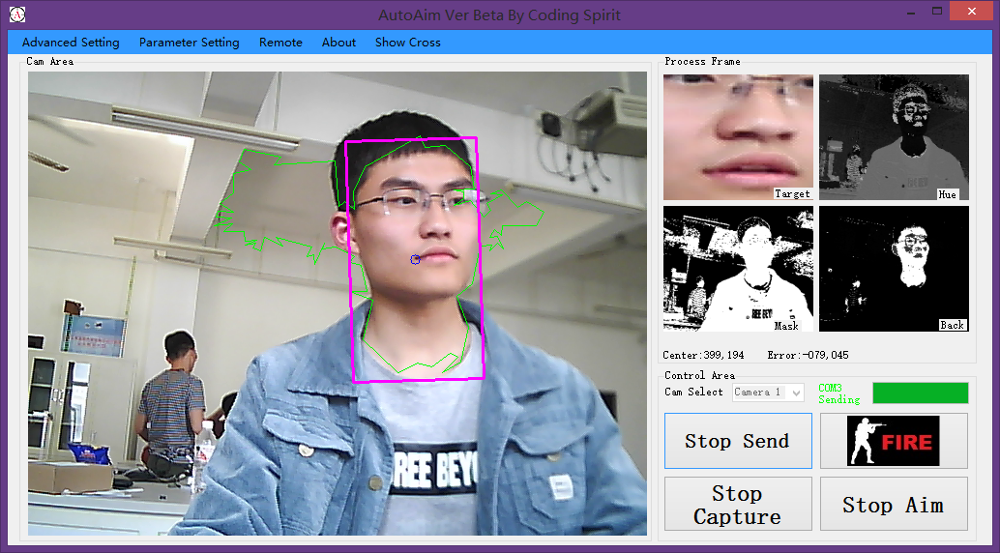 AutoAim Ver Beta By Coding Spirit
Advanced Setting Parameter Setting Remote About Show Cross
Cam Area
REE BEY
Process Frame
Target
Hue
REE BEY
Mask
Back
Center:399,194 Error:-079,045
Control Area
Cam Select Camera 1
COM3
Sending
Stop Send
FIRE
Stop
Capture
Stop Aim